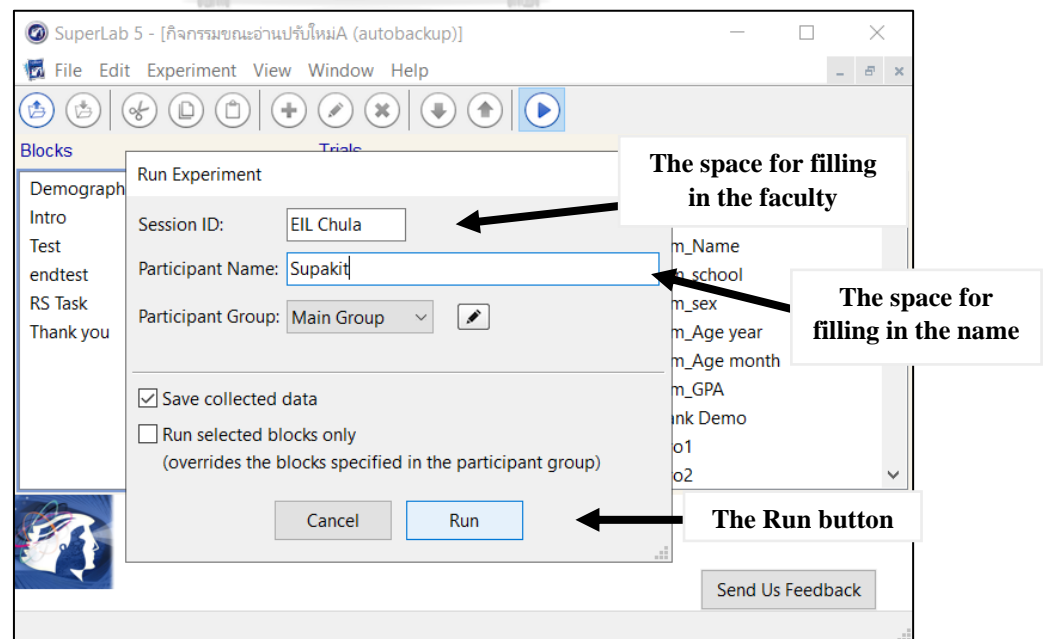 SuperLab 5 - [กิจกรรมขณะอ่านปรับใหม่A (autobackup)]
File Edit Experiment View Window Help
Blocks
Trials
Demograph
Intro
Test
endtest
RS Task
Thank you
Run Experiment
Session ID: EIL Chula
Participant Name: Supakit
Participant Group: Main Group
Save collected data
Run selected blocks only
(overrides the blocks specified in the participant group)
Cancel Run
The space for filling
in the faculty
m_Name
m_school
m_sex
m_Age year
m_Age month
m_GPA
ank Demo
o1
o2
The space for
filling in the name
The Run button
Send Us Feedback